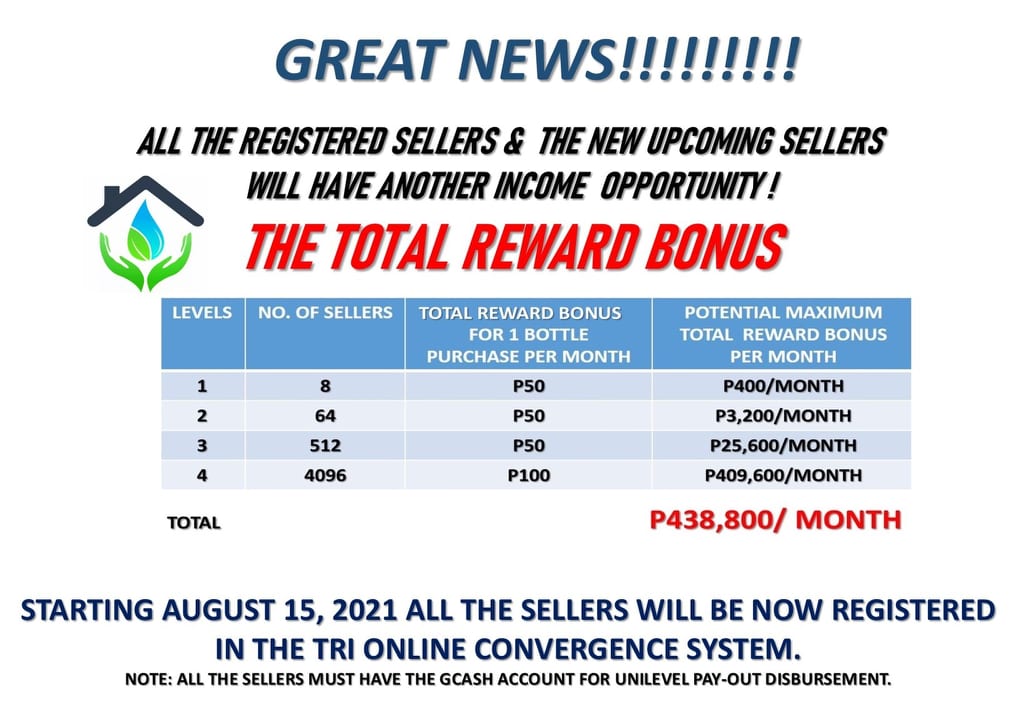 GREAT NEWS!!!!!!!!!
ALL THE REGISTERED SELLERS & THE NEW UPCOMING SELLERS
WILL HAVE ANOTHER INCOME OPPORTUNITY !
THE TOTAL REWARD BONUS
LEVELS NO. OF SELLERS TOTAL REWARD BONUS FOR 1 BOTTLE PURCHASE PER MONTH POTENTIAL MAXIMUM TOTAL REWARD BONUS PER MONTH
1 8 P50 P400/MONTH
2 64 P50 P3,200/MONTH
3 512 P50 P25,600/MONTH
4 4096 P100 P409,600/MONTH
TOTAL P438,800/ MONTH
STARTING AUGUST 15, 2021 ALL THE SELLERS WILL BE NOW REGISTERED
IN THE TRI ONLINE CONVERGENCE SYSTEM.
NOTE: ALL THE SELLERS MUST HAVE THE GCASH ACCOUNT FOR UNILEVEL PAY-OUT DISBURSEMENT.